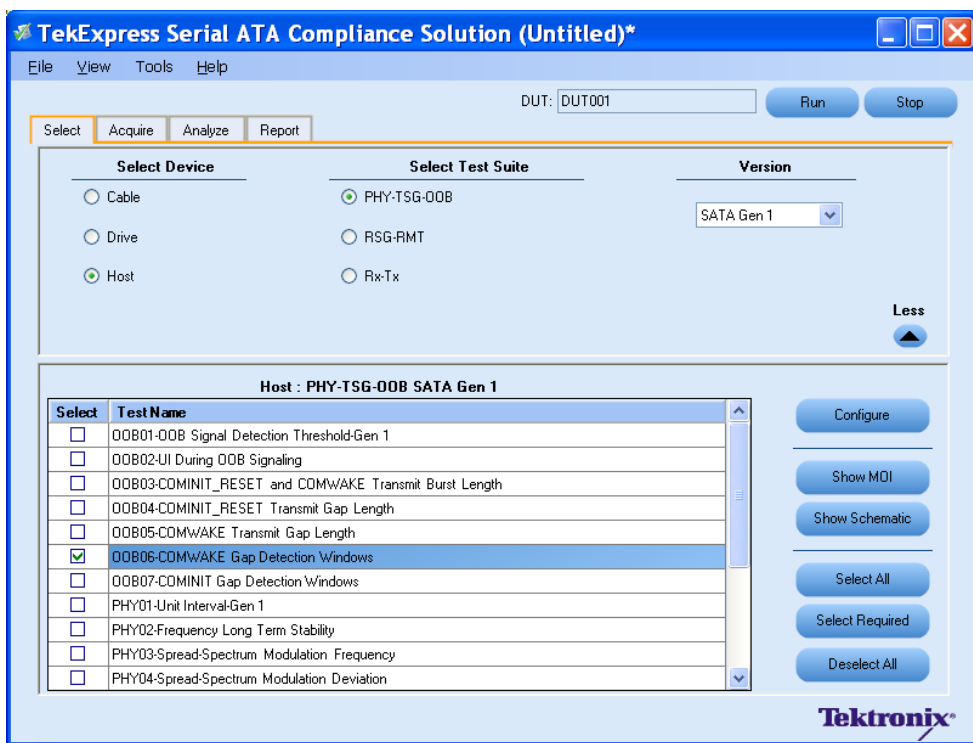 TekExpress Serial ATA Compliance Solution (Untitled)*
File View Tools Help
DUT: DUT001 Run Stop
Select Acquire Analyze Report
Select Device Select Test Suite Version
Cable PHY-TSG-OOB
SATA Gen 1
Drive RSG-RMT
Host Rx-Tx
Less
Host : PHY-TSG-OOB SATA Gen 1
Select Test Name
OOB01-OOB Signal Detection Threshold-Gen 1
OOB02-UI During OOB Signaling
OOB03-COMINIT_RESET and COMWAKE Transmit Burst Length
OOB04-COMINIT_RESET Transmit Gap Length
OOB05-COMWAKE Transmit Gap Length
OOB06-COMWAKE Gap Detection Windows
OOB07-COMINIT Gap Detection Windows
PHY01-Unit Interval-Gen 1
PHY02-Frequency Long Term Stability
PHY03-Spread-Spectrum Modulation Frequency
PHY04-Spread-Spectrum Modulation Deviation
Configure
Show MOI
Show Schematic
Select All
Select Required
Deselect All
Tektronix®